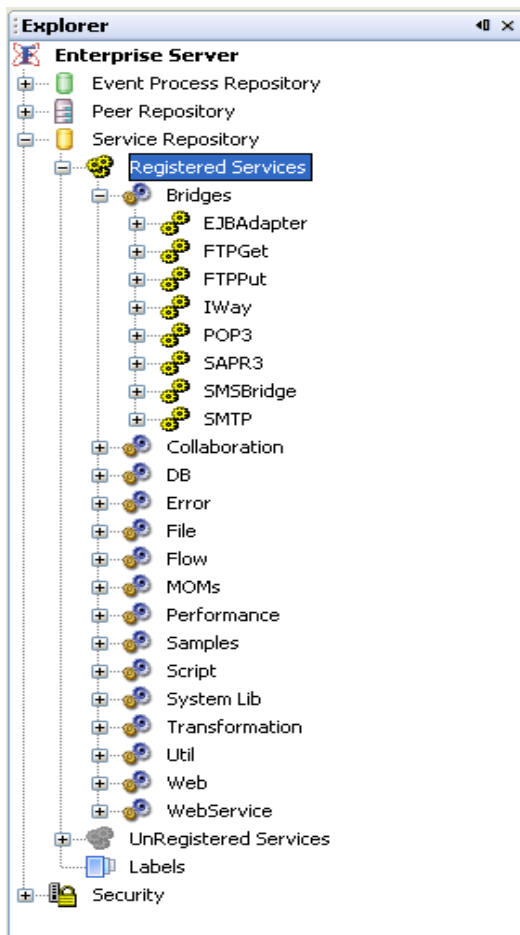 Explorer
Enterprise Server
Event Process Repository
Peer Repository
Service Repository
Registered Services
Bridges
EJBAdapter
FTPGet
FTPPut
IWay
POP3
SAPR3
SMSBridge
SMTP
Collaboration
DB
Error
File
Flow
MOMs
Performance
Samples
Script
System Lib
Transformation
Util
Web
WebService
UnRegistered Services
Labels
Security